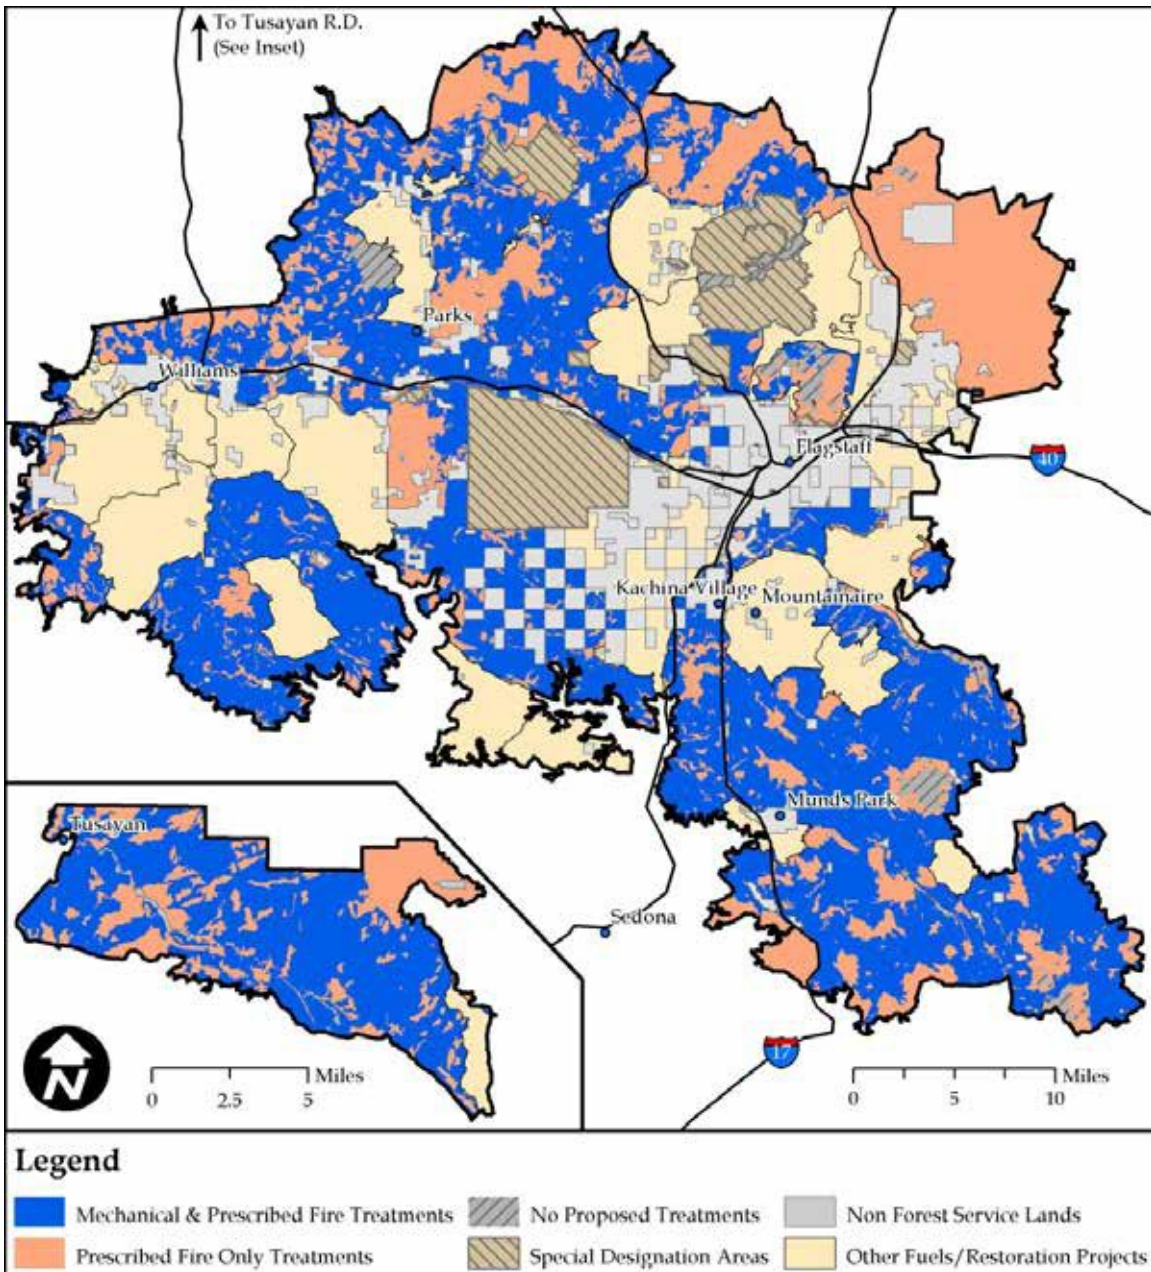 To Tusayan R.D.
(See Inset)
Parks
Williams
Flagstaff
40
Kachina Village
Mountainaire
Munds Park
Tusayan
Sedona
17
N
Miles
0 2.5 5
Miles
0 5 10
Legend
Mechanical & Prescribed Fire Treatments
No Proposed Treatments
Non Forest Service Lands
Prescribed Fire Only Treatments
Special Designation Areas
Other Fuels/Restoration Projects